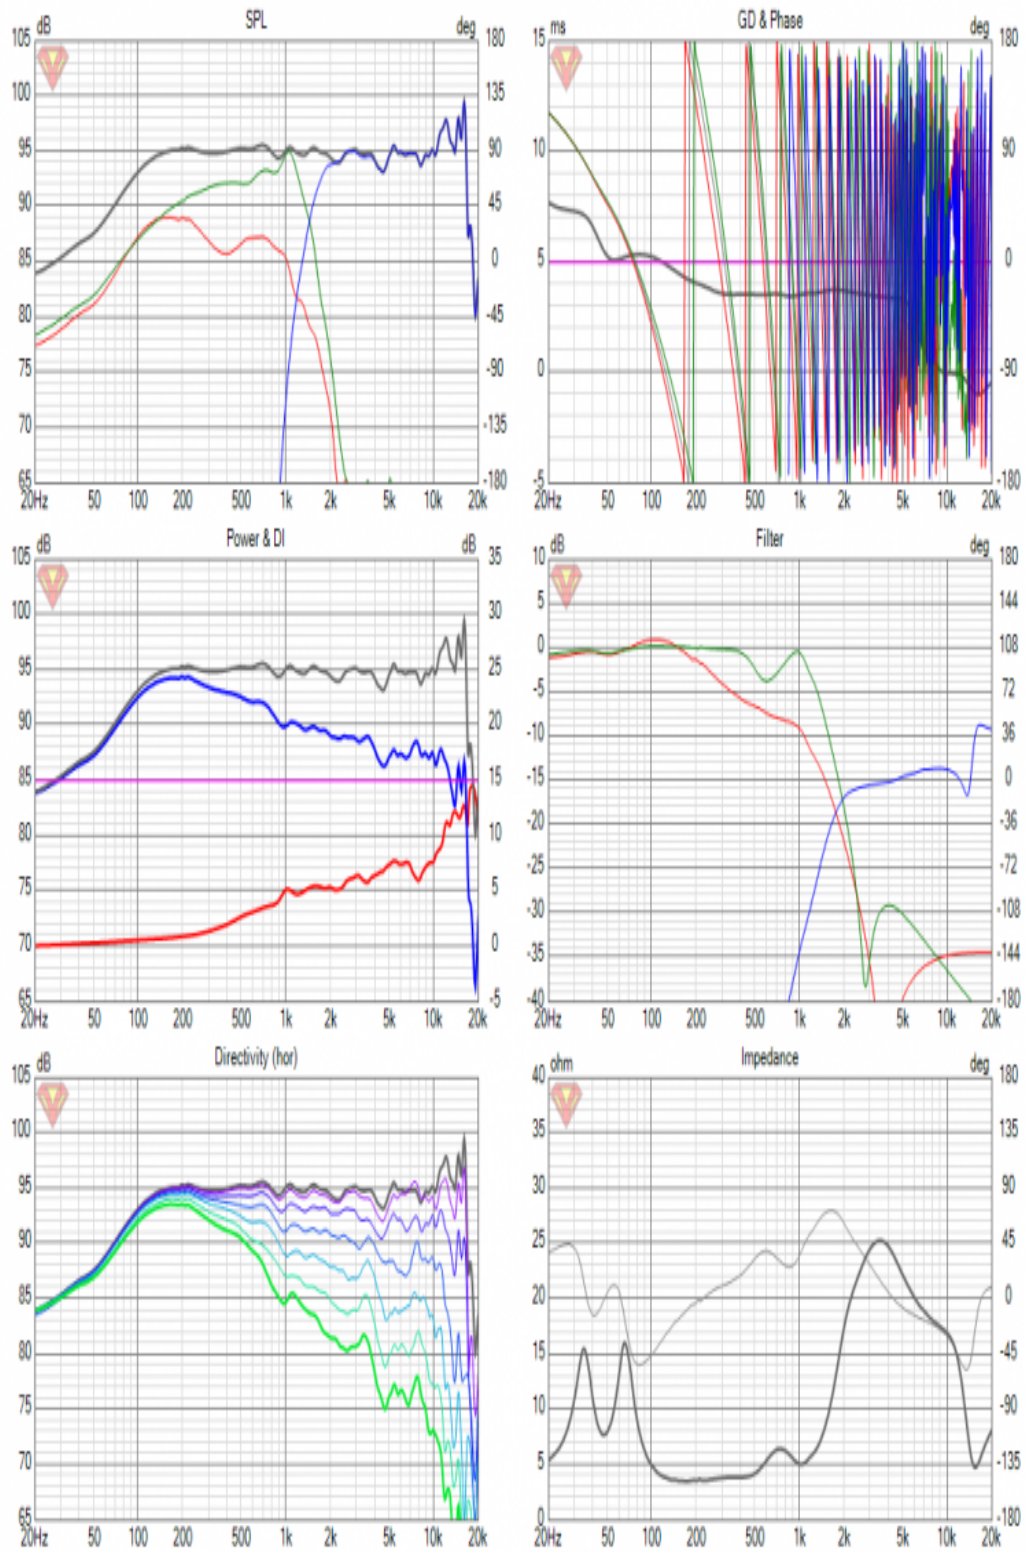 SPL
dB deg
105 180
100 135
95 90
90 45
85 0
80 -45
75 -90
70 -135
65 -180
20Hz 50 100 200 500 1k 2k 5k 10k 20k
GD & Phase
ms deg
15 180
10 90
5 0
0 -90
-5 -180
20Hz 50 100 200 500 1k 2k 5k 10k 20k
Power & DI
dB dB
105 35
100 30
95 25
90 20
85 15
80 10
75 5
70 0
65 -5
20Hz 50 100 200 500 1k 2k 5k 10k 20k
Filter
dB deg
10 180
5 144
0 108
-5 72
-10 36
-15 0
-20 -36
-25 -72
-30 -108
-35 -144
-40 -180
20Hz 50 100 200 500 1k 2k 5k 10k 20k
Directivity (hor)
dB
105
100
95
90
85
80
75
70
65
20Hz 50 100 200 500 1k 2k 5k 10k 20k
Impedance
ohm deg
40 180
35 135
30 90
25 45
20 0
15 -45
10 -90
5 -135
0 -180
20Hz 50 100 200 500 1k 2k 5k 10k 20k